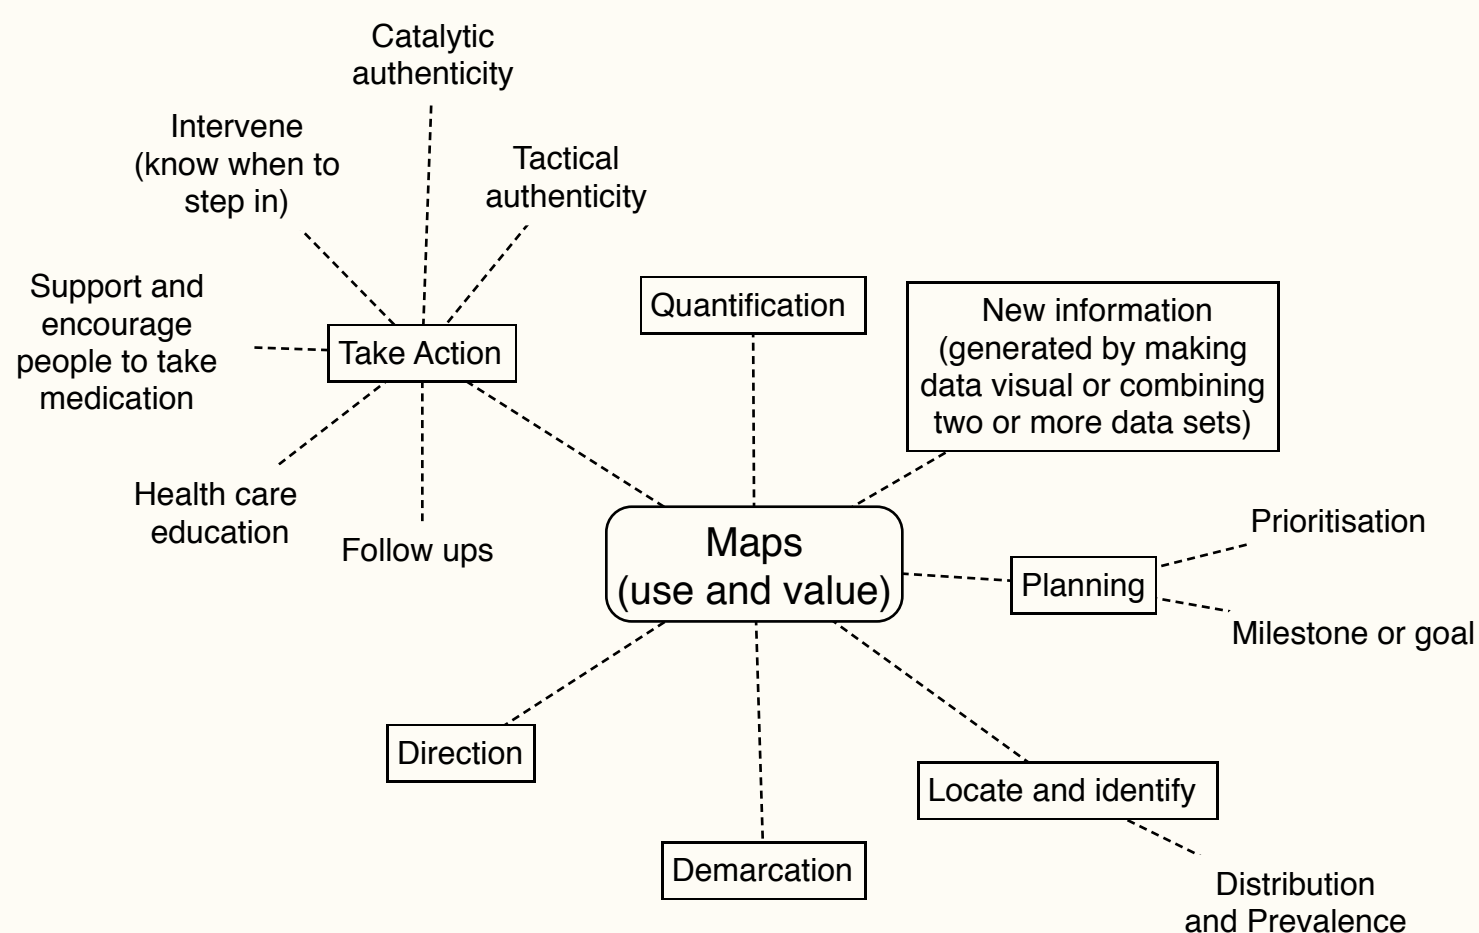 Catalytic
authenticity
Intervene
(know when to
step in)
Tactical
authenticity
Support and
encourage
people to take
medication
Take Action
Health care
education
Follow ups
Quantification
New information
(generated by making
data visual or combining
two or more data sets)
Maps
(use and value)
Planning
Prioritisation
Milestone or goal
Direction
Demarcation
Locate and identify
Distribution
and Prevalence